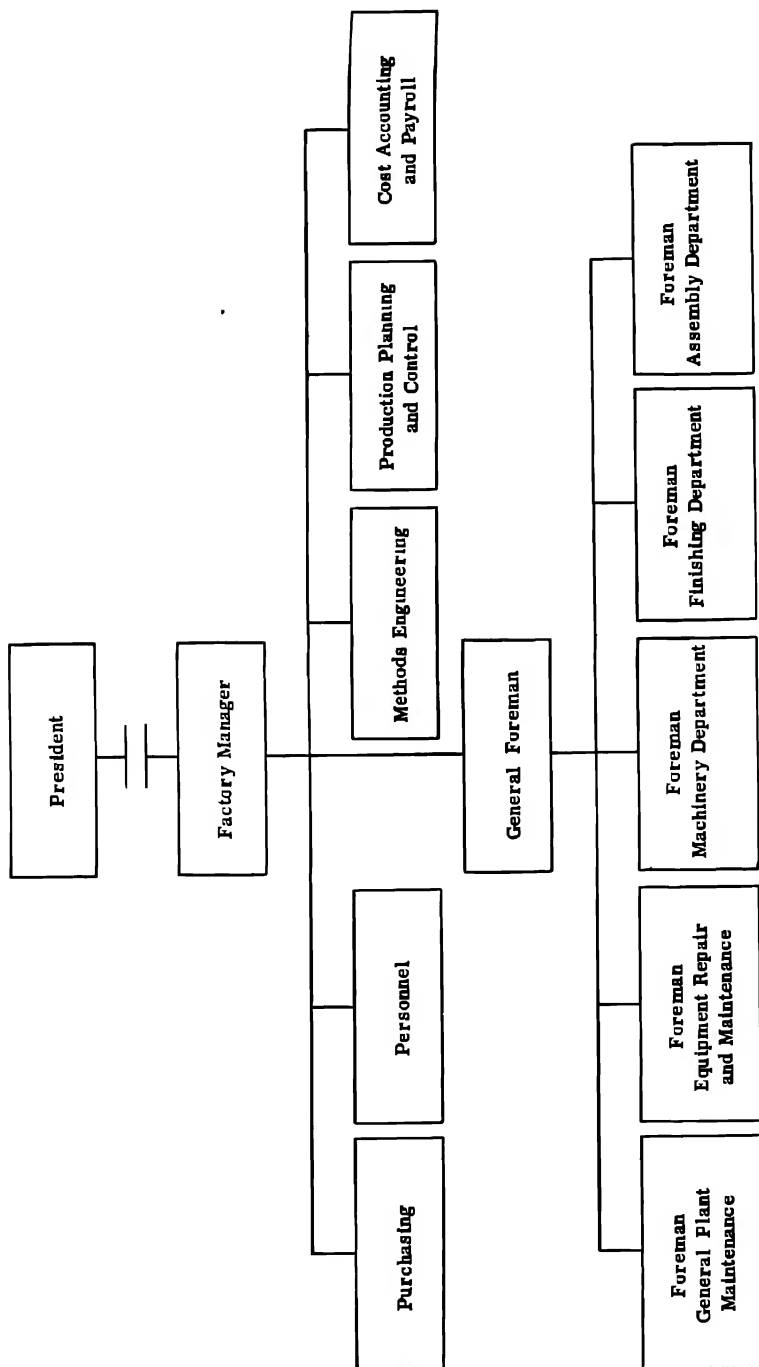 President
Factory Manager
Purchasing
Personnel
Methods Engineering
Production Planning
and Control
Cost Accounting
and Payroll
General Foreman
Foreman
General Plant
Maintenance
Foreman
Equipment Repair
and Maintenance
Foreman
Machinery Department
Foreman
Finishing Department
Foreman
Assembly Department